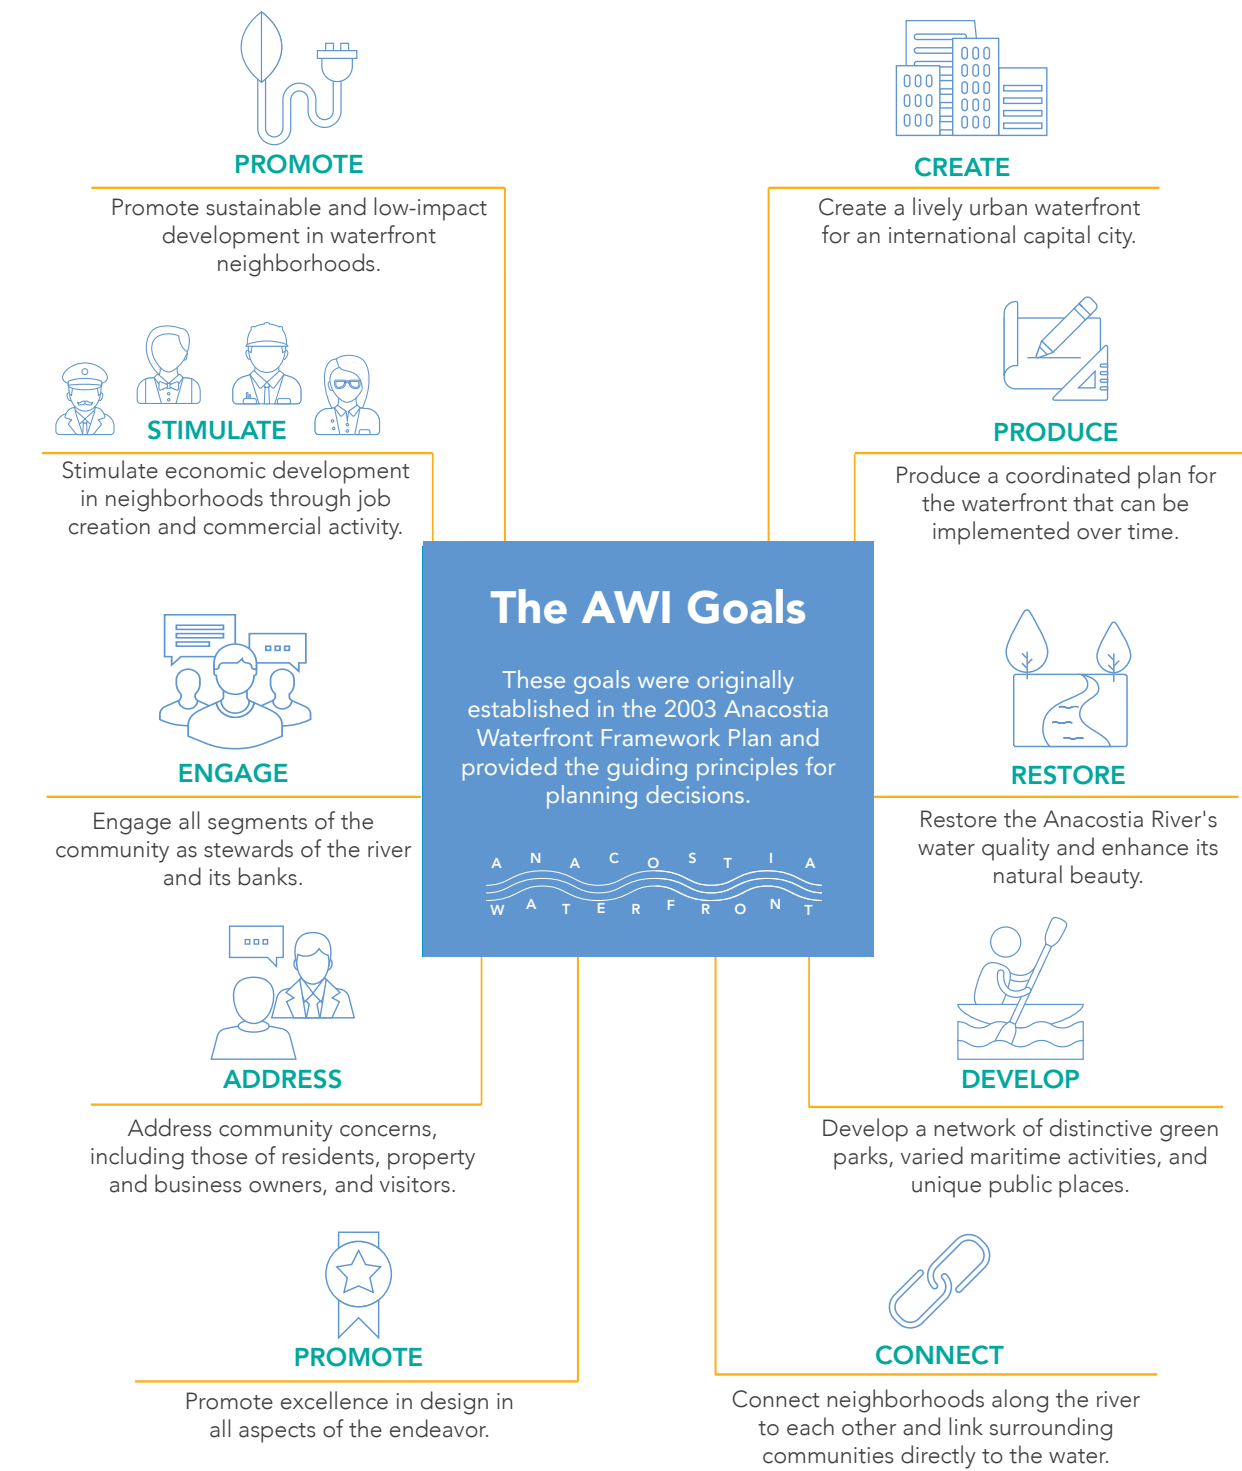 PROMOTE
Promote sustainable and low-impact
development in waterfront
neighborhoods.
STIMULATE
Stimulate economic development
in neighborhoods through job
creation and commercial activity.
ENGAGE
Engage all segments of the
community as stewards of the river
and its banks.
ADDRESS
Address community concerns,
including those of residents, property
and business owners, and visitors.
PROMOTE
Promote excellence in design in
all aspects of the endeavor.
The AWI Goals
These goals were originally
established in the 2003 Anacostia
Waterfront Framework Plan and
provided the guiding principles for
planning decisions.
ANACOSTIA
WATERFRONT
CREATE
Create a lively urban waterfront
for an international capital city.
PRODUCE
Produce a coordinated plan for
the waterfront that can be
implemented over time.
RESTORE
Restore the Anacostia River's
water quality and enhance its
natural beauty.
DEVELOP
Develop a network of distinctive green
parks, varied maritime activities, and
unique public places.
CONNECT
Connect neighborhoods along the river
to each other and link surrounding
communities directly to the water.